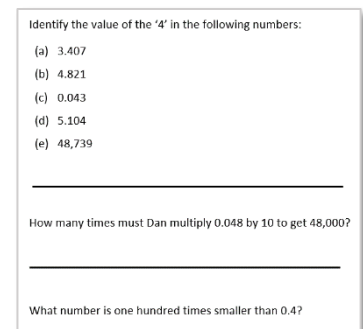 Identify the value of the ‘4’ in the following numbers:
(a) 3.407
(b) 4.821
(c) 0.043
(d) 5.104
(e) 48,739
How many times must Dan multiply 0.048 by 10 to get 48,000?
What number is one hundred times smaller than 0.4?